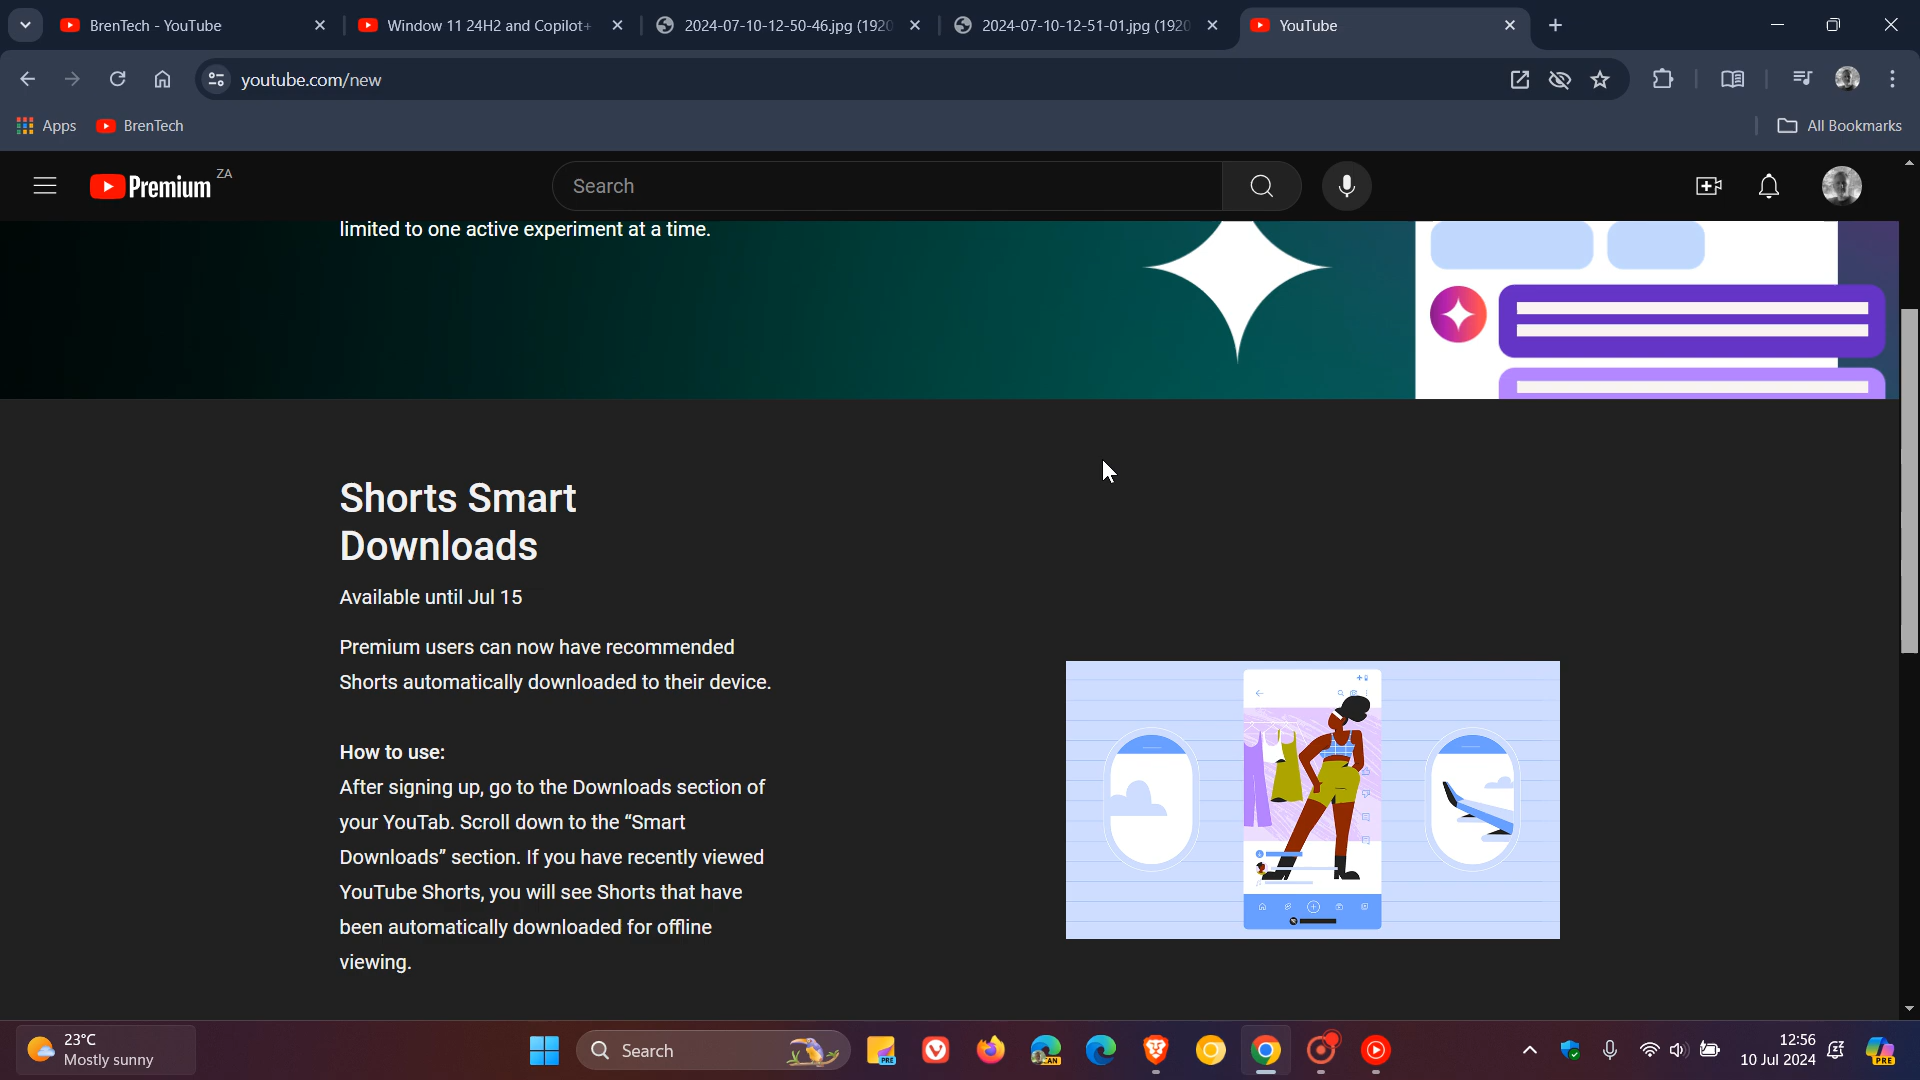 BrenTech - YouTube
Window 11 24H2 and Copilot+
2024-07-10-12-50-46.jpg (1920
2024-07-10-12-51-01.jpg (1920
YouTube
youtube.com/new
Apps
BrenTech
All Bookmarks
Premium
ZA
Search
limited to one active experiment at a time.
Shorts Smart
Downloads
Available until Jul 15
Premium users can now have recommended
Shorts automatically downloaded to their device.
How to use:
After signing up, go to the Downloads section of
your YouTab. Scroll down to the “Smart
Downloads” section. If you have recently viewed
YouTube Shorts, you will see Shorts that have
been automatically downloaded for offline
viewing.
23°C
Mostly sunny
Search
PRE
CAN
12:56
10 Jul 2024
PRE